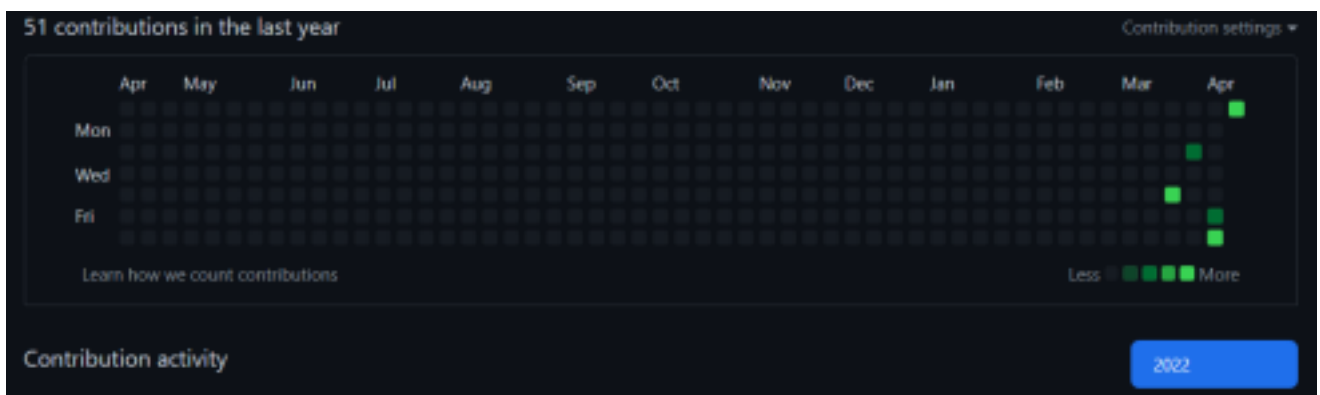 51 contributions in the last year
Contribution settings
Apr May Jun Jul Aug Sep Oct Nov Dec Jan Feb Mar Apr
Mon
Wed
Fri
Learn how we count contributions
Less More
Contribution activity
2022